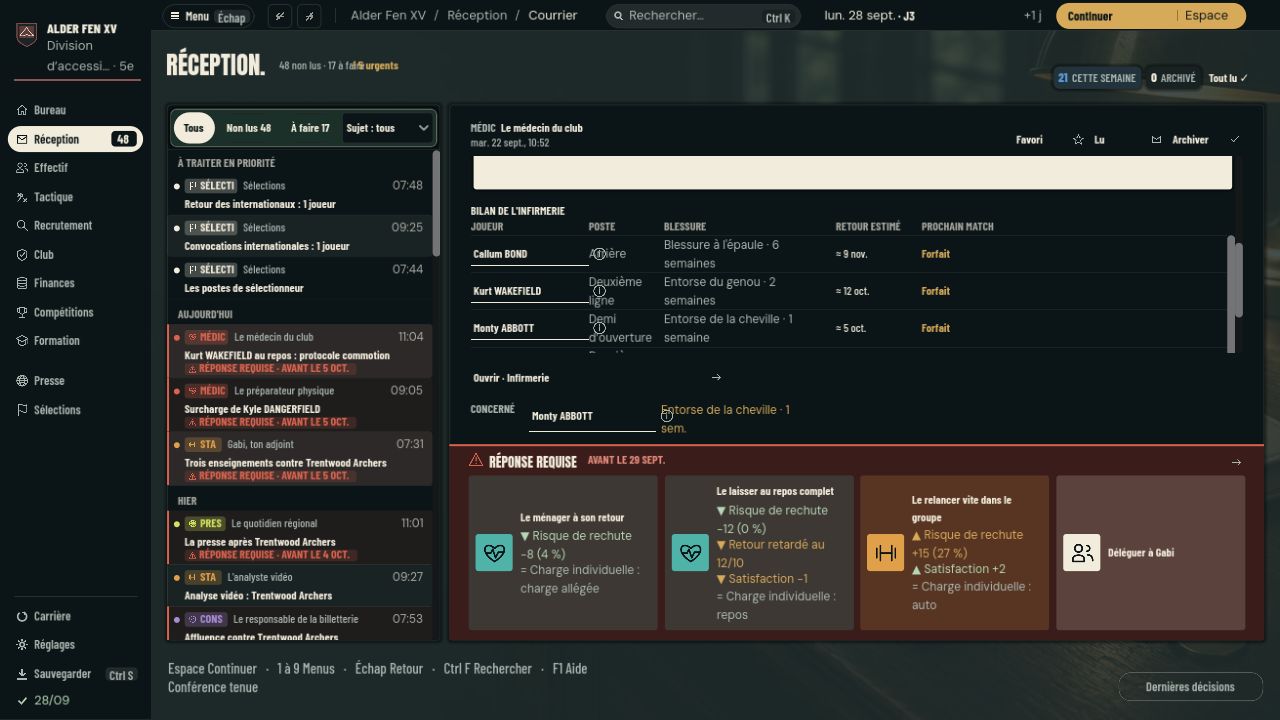 ALDER FEN XV
Division
d'accessi... · 5e
Bureau
Réception 48
Effectif
Tactique
Recrutement
Club
Finances
Compétitions
Formation
Presse
Sélections
Carrière
Réglages
Sauvegarder Ctrl S
28/09
Menu Échap
Alder Fen XV / Réception / Courrier
Rechercher... Ctrl K
lun. 28 sept. · J3
+1 j
Continuer | Espace
RÉCEPTION.
48 non lus · 17 à urgents
21 CETTE SEMAINE
0 ARCHIVÉ
Tout lu ✓
Tous
Non lus 48
À faire 17
Sujet : tous
À TRAITER EN PRIORITÉ
SÉLECTI Sélections 07:48
Retour des internationaux : 1 joueur
SÉLECTI Sélections 09:25
Convocations internationales : 1 joueur
SÉLECTI Sélections 07:44
Les postes de sélectionneur
AUJOURD'HUI
MÉDIC Le médecin du club 11:04
Kurt WAKEFIELD au repos : protocole commotion
RÉPONSE REQUISE · AVANT LE 5 OCT.
MÉDIC Le préparateur physique 09:05
Surcharge de Kyle DANGERFIELD
RÉPONSE REQUISE · AVANT LE 5 OCT.
STA Gabi, ton adjoint 07:31
Trois enseignements contre Trentwood Archers
RÉPONSE REQUISE · AVANT LE 5 OCT.
HIER
PRES Le quotidien régional 11:01
La presse après Trentwood Archers
RÉPONSE REQUISE · AVANT LE 4 OCT.
STA L'analyste vidéo 09:27
Analyse vidéo : Trentwood Archers
CONS Le responsable de la billetterie 07:53
Affluence contre Trentwood Archers
MÉDIC Le médecin du club
mar. 22 sept., 10:52
Favori
Lu
Archiver
BILAN DE L'INFIRMERIE
JOUEUR POSTE BLESSURE RETOUR ESTIMÉ PROCHAIN MATCH
Callum BOND Arrière Blessure à l'épaule · 6 semaines ≈ 9 nov. Forfait
Kurt WAKEFIELD Deuxième ligne Entorse du genou · 2 semaines ≈ 12 oct. Forfait
Monty ABBOTT Demi d'ouverture Entorse de la cheville · 1 semaine ≈ 5 oct. Forfait
Ouvrir · Infirmerie →
CONCERNÉ Monty ABBOTT Entorse de la cheville · 1 sem.
RÉPONSE REQUISE AVANT LE 29 SEPT. →
Le ménager à son retour
▼ Risque de rechute
−8 (4 %)
= Charge individuelle :
charge allégée
Le laisser au repos complet
▼ Risque de rechute
−12 (0 %)
▼ Retour retardé au
12/10
▼ Satisfaction −1
= Charge individuelle :
repos
Le relancer vite dans le
groupe
▲ Risque de rechute
+15 (27 %)
▲ Satisfaction +2
= Charge individuelle :
auto
Déléguer à Gabi
Espace Continuer · 1 à 9 Menus · Échap Retour · Ctrl F Rechercher · F1 Aide
Conférence tenue
Dernières décisions